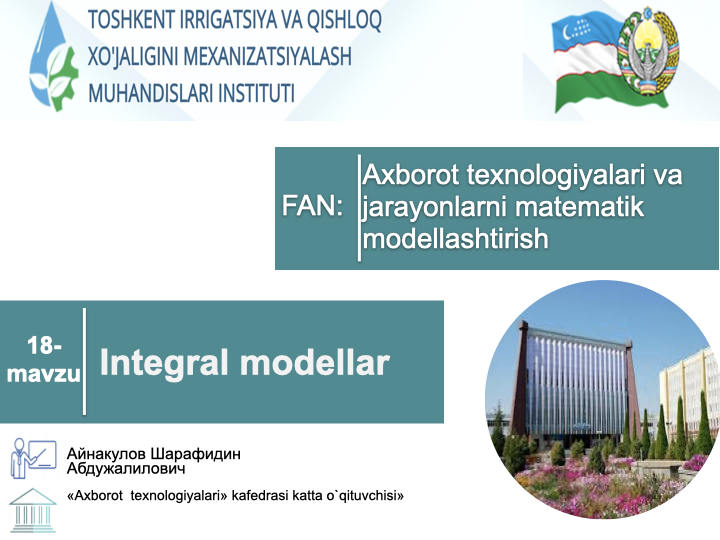 TOSHKENT IRRIGATSIYA VA QISHLOQ
XO'JALIGINI MEXANIZATSIYALASH
MUHANDISLARI INSTITUTI
FAN:
Axborot texnologiyalari va
jarayonlarni matematik
modellashtirish
18-
mavzu
Integral modellar
Айнакулов Шарафидин
Абдужалилович
«Axborot texnologiyalari» kafedrasi katta o`qituvchisi»